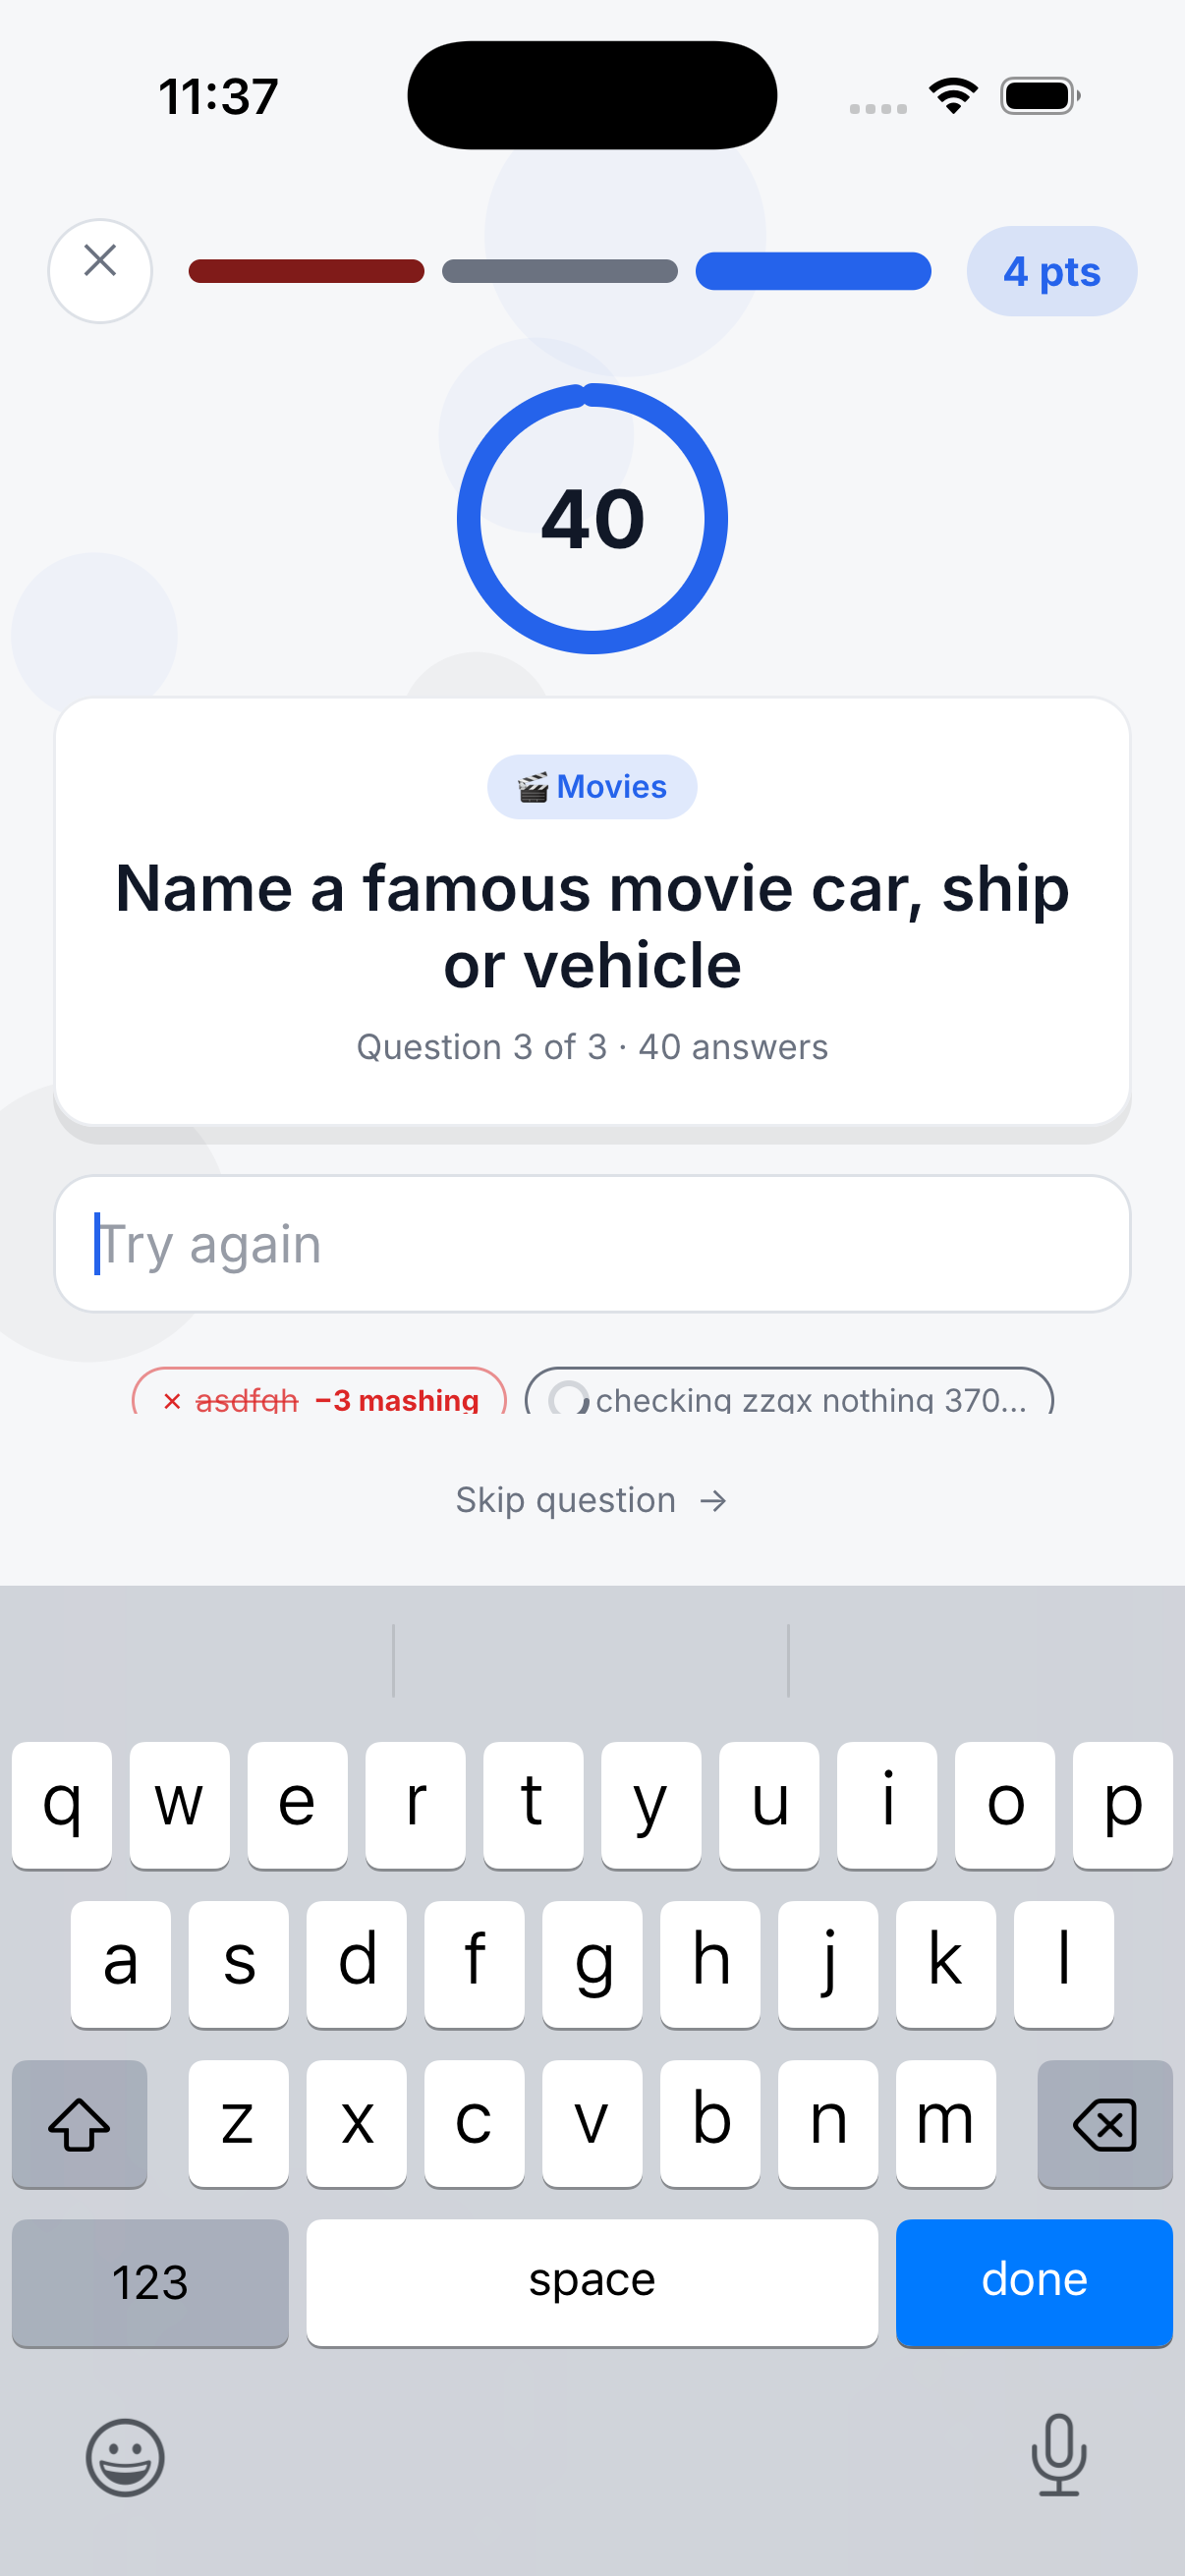 11:37
4 pts
40
🎬 Movies
Name a famous movie car, ship
or vehicle
Question 3 of 3 · 40 answers
Try again
× asdfgh −3 mashing
checking zzqx nothing 370...
Skip question →
q w e r t y u i o p
a s d f g h j k l
z x c v b n m
123 space done